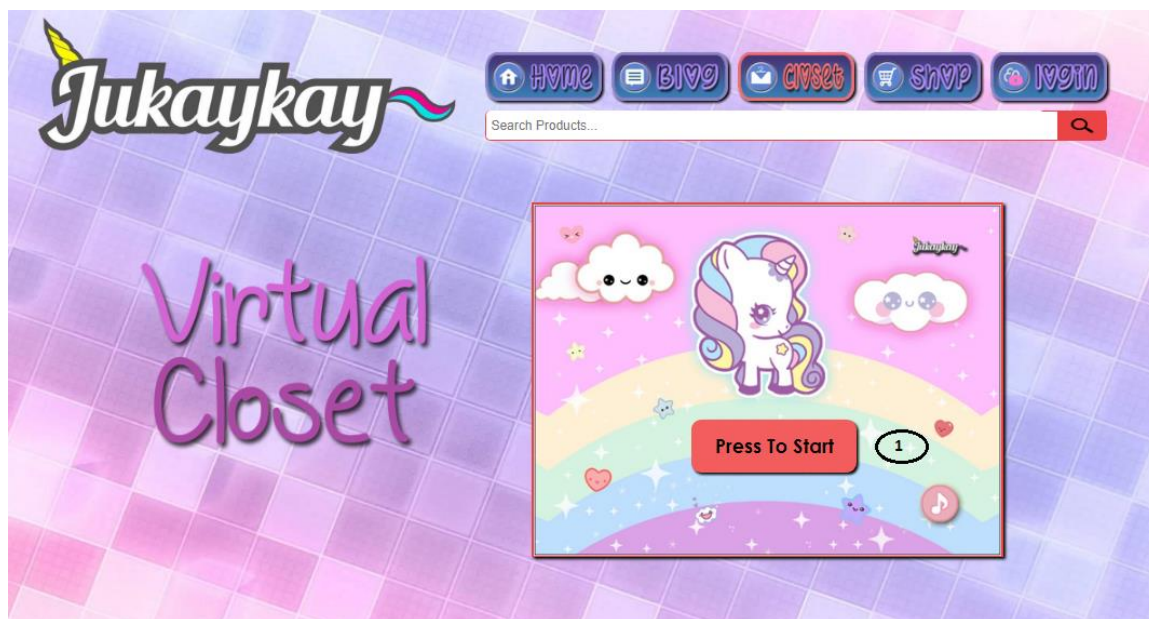 Jukaykay
Home
Blog
Closet
Shop
login
Search Products...
Virtual
Closet
Jukaykay
Press To Start
1